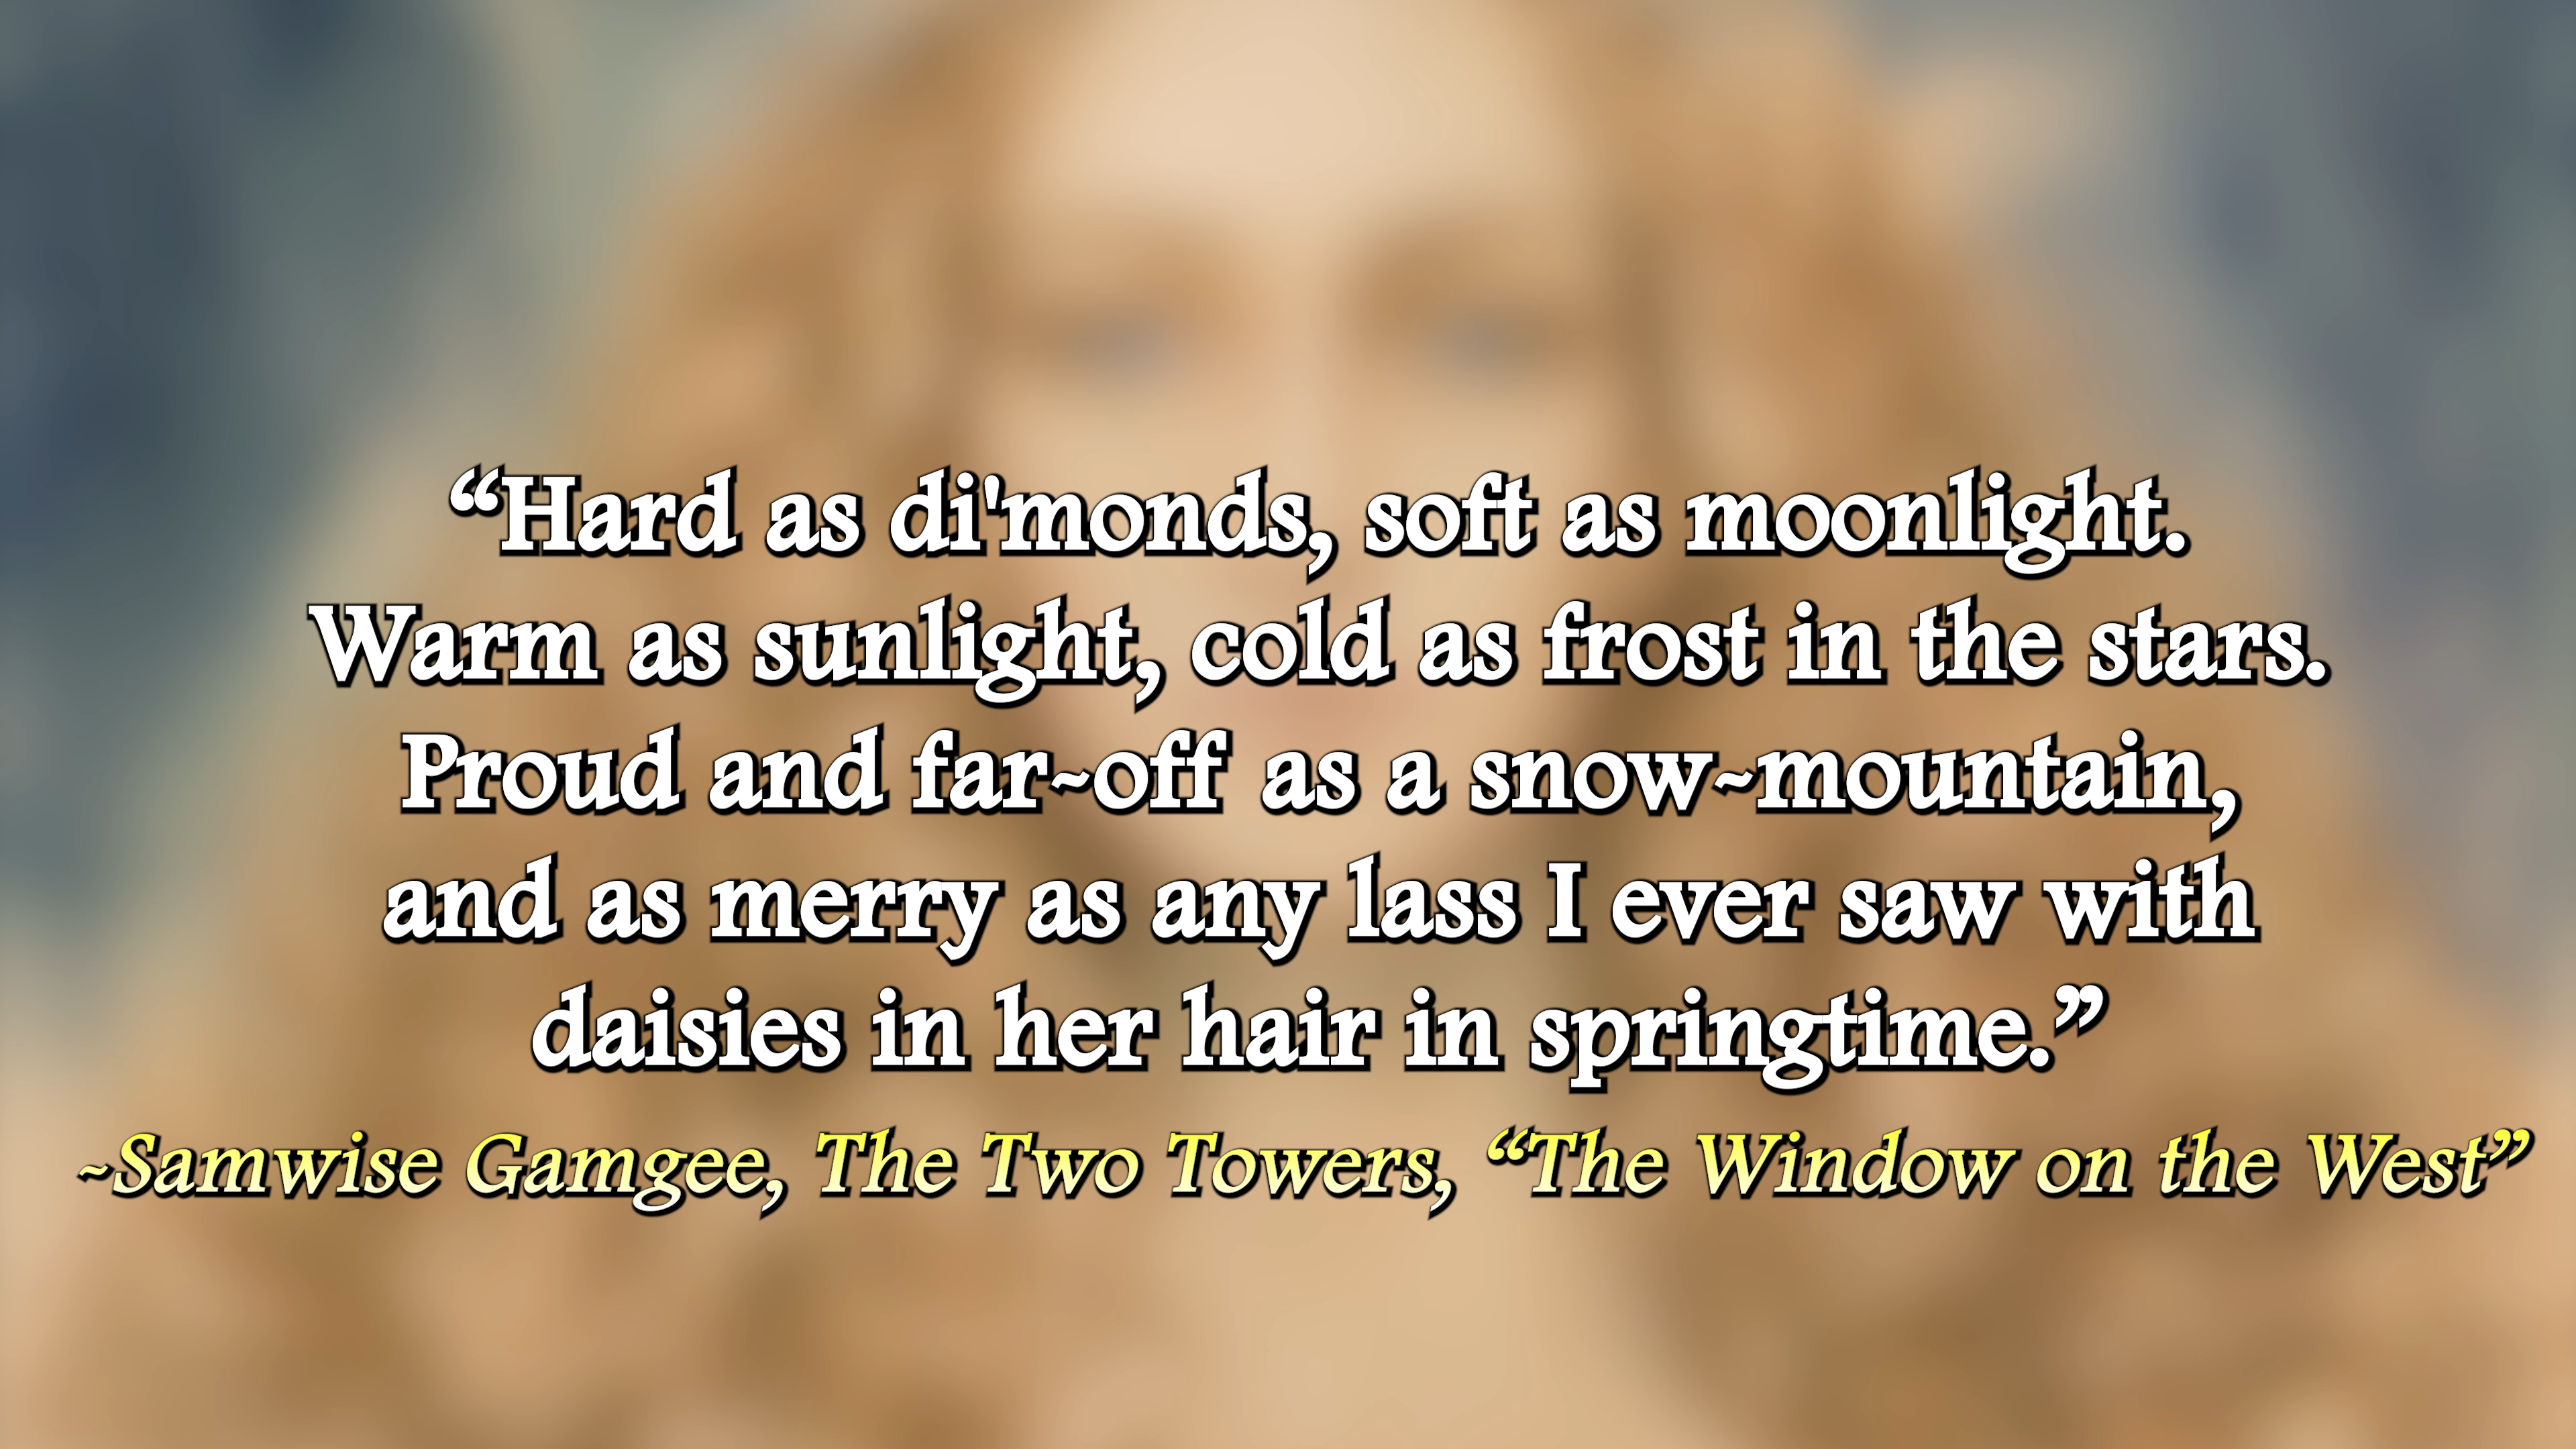 “Hard as di'monds, soft as moonlight.
Warm as sunlight, cold as frost in the stars.
Proud and far~off as a snow~mountain,
and as merry as any lass I ever saw with
daisies in her hair in springtime.”
~Samwise Gamgee, The Two Towers, “The Window on the West”